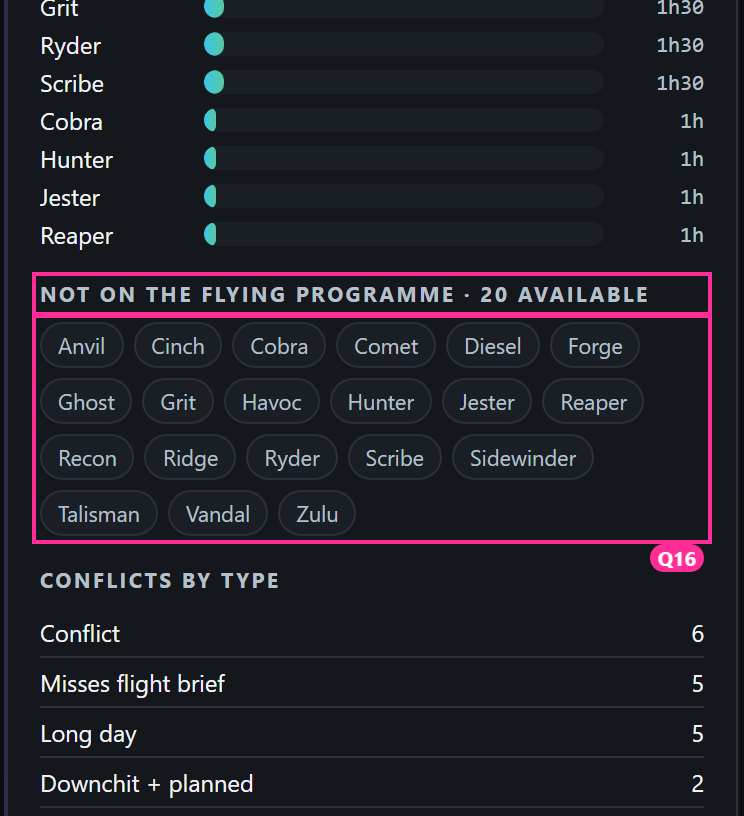 Grit 1h30
Ryder 1h30
Scribe 1h30
Cobra 1h
Hunter 1h
Jester 1h
Reaper 1h
NOT ON THE FLYING PROGRAMME · 20 AVAILABLE
Anvil Cinch Cobra Comet Diesel Forge
Ghost Grit Havoc Hunter Jester Reaper
Recon Ridge Ryder Scribe Sidewinder
Talisman Vandal Zulu
Q16
CONFLICTS BY TYPE
Conflict 6
Misses flight brief 5
Long day 5
Downchit + planned 2